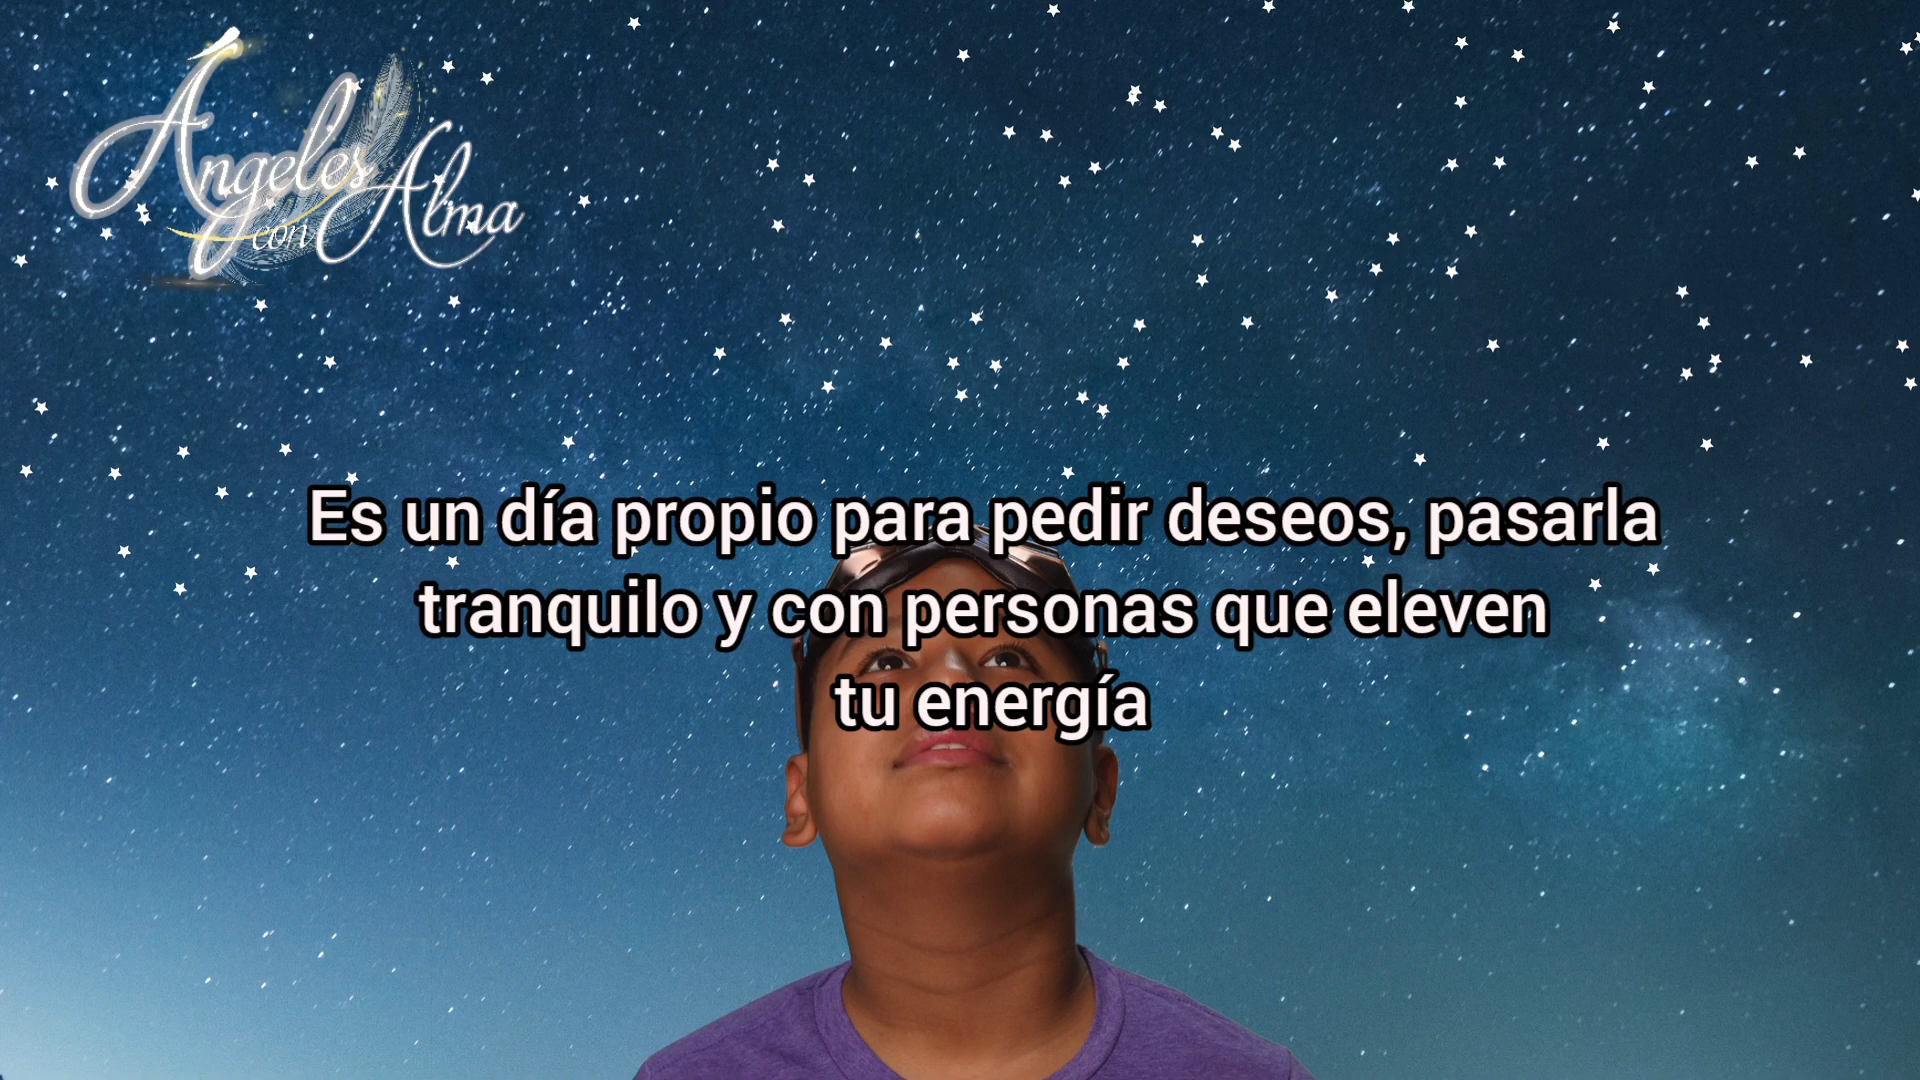 Ángeles
con Alma
Es un día propio para pedir deseos, pasarla
tranquilo y con personas que eleven
tu energía